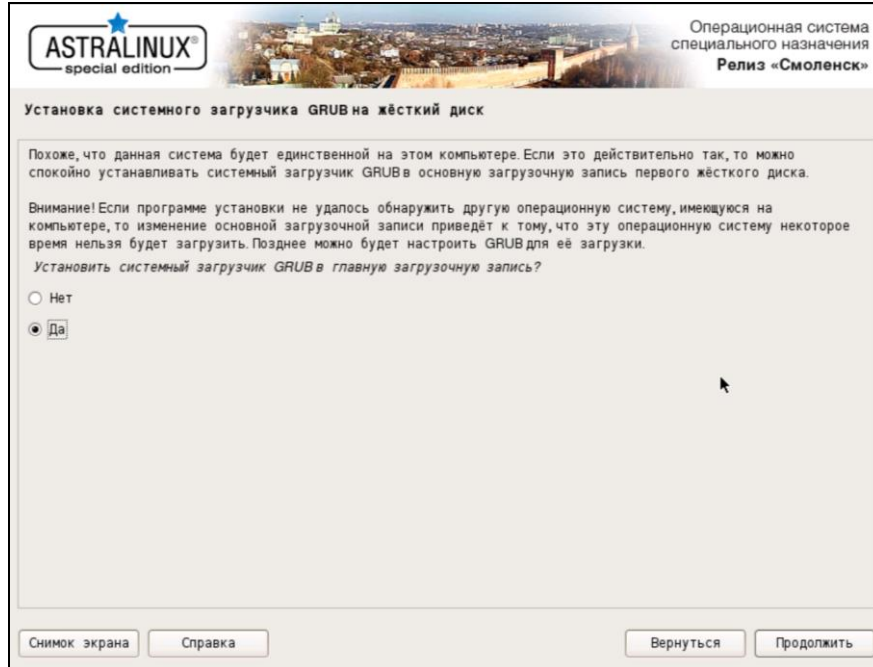 ASTRALINUX®
special edition
Операционная система
специального назначения
Релиз «Смоленск»
Установка системного загрузчика GRUB на жёсткий диск
Похоже, что данная система будет единственной на этом компьютере. Если это действительно так, то можно
спокойно устанавливать системный загрузчик GRUB в основную загрузочную запись первого жёсткого диска.
Внимание! Если программе установки не удалось обнаружить другую операционную систему, имеющуюся на
компьютере, то изменение основной загрузочной записи приведёт к тому, что эту операционную систему некоторое
время нельзя будет загрузить. Позднее можно будет настроить GRUB для её загрузки.
Установить системный загрузчик GRUB в главную загрузочную запись?
Нет
Да
Снимок экрана
Справка
Вернуться
Продолжить